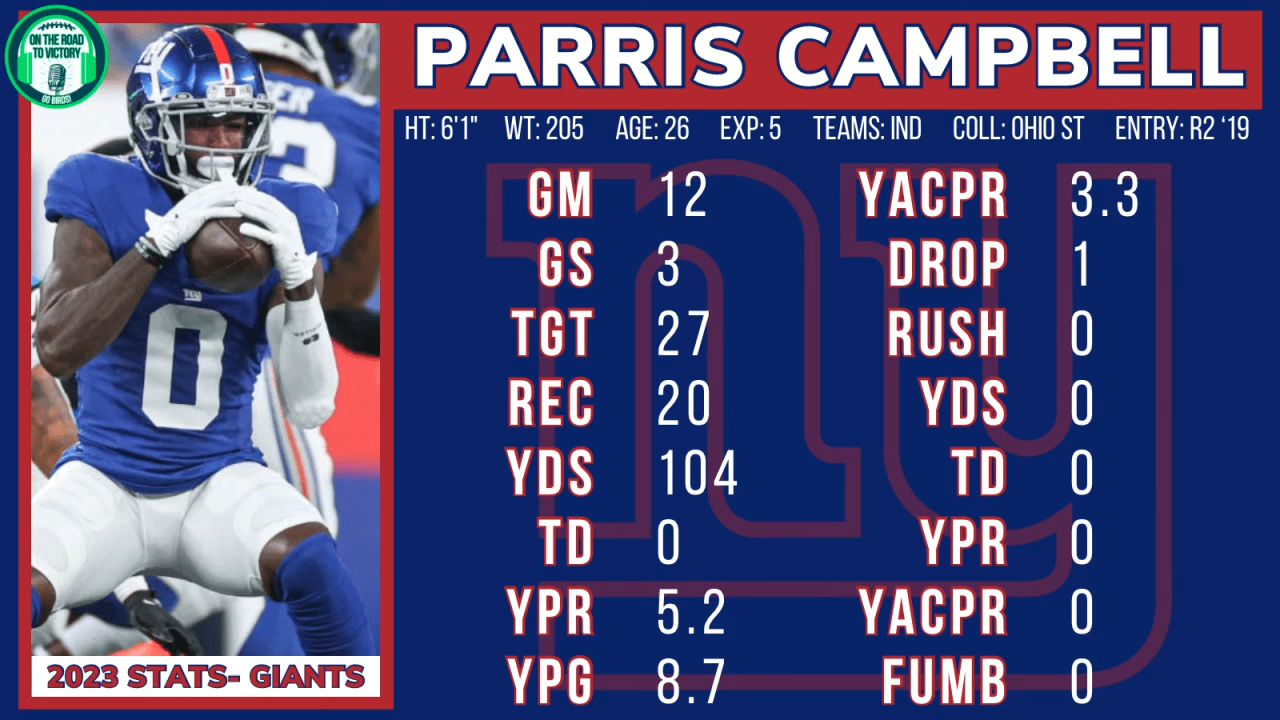 ON THE ROAD
TO VICTORY
GO BIRDS!
PARRIS CAMPBELL
HT: 6'1" WT: 205 AGE: 26 EXP: 5 TEAMS: IND COLL: OHIO ST ENTRY: R2 ‘19
GM 12 YACPR 3.3
GS 3 DROP 1
TGT 27 RUSH 0
REC 20 YDS 0
YDS 104 TD 0
TD 0 YPR 0
YPR 5.2 YACPR 0
YPG 8.7 FUMB 0
0
0
2023 STATS- GIANTS